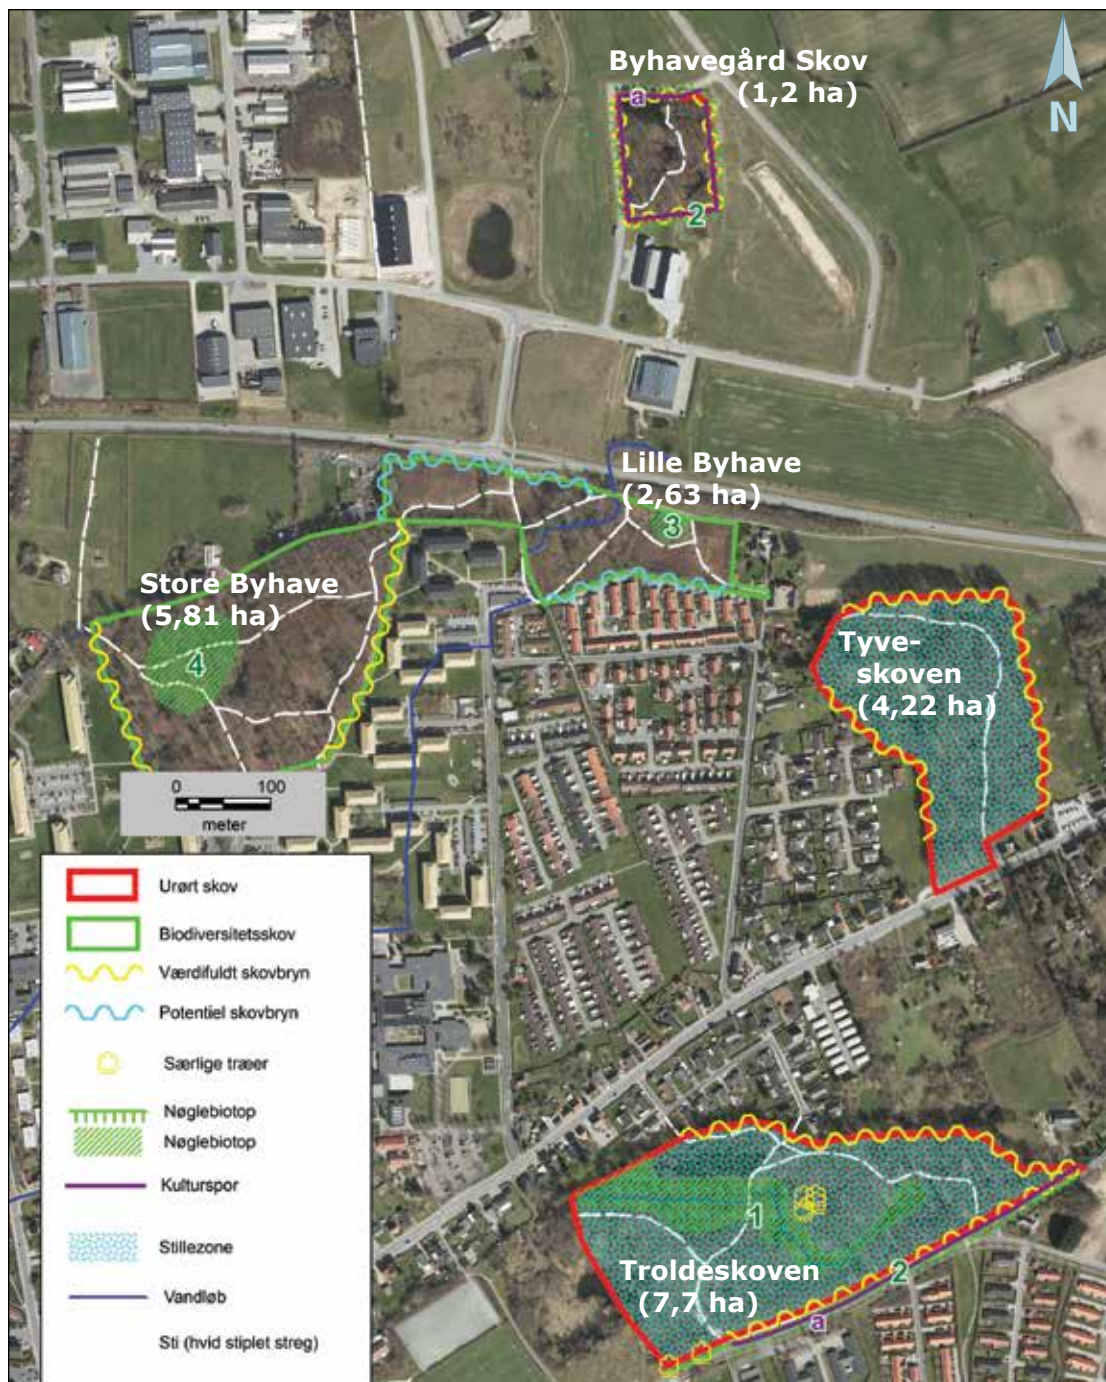 Byhavegård Skov
(1,2 ha)
a
N
2
Lille Byhave
(2,63 ha)
3
Store Byhave
(5,81 ha)
4
Tyve-
skoven
(4,22 ha)
0 100
meter
Urørt skov
Biodiversitetsskov
Værdifuldt skovbryn
Potentiel skovbryn
Særlige træer
Nøglebiotop
Nøglebiotop
Kulturspor
Stillezone
Vandløb
Sti (hvid stiplet streg)
1
2
Troldeskoven
(7,7 ha)
a